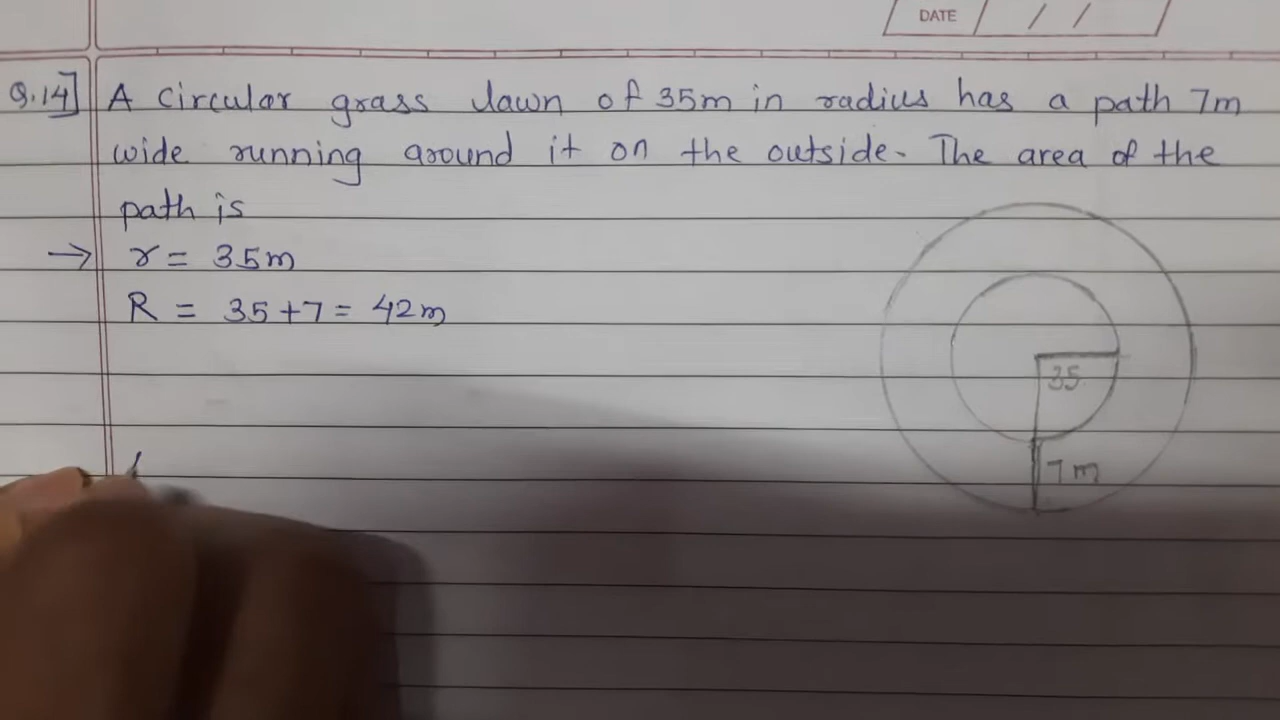 DATE / /
Q.14] A circular grass lawn of 35m in radius has a path 7m
wide running around it on the outside. The area of the
path is
→ r = 35m
R = 35+7 = 42m
35
7m